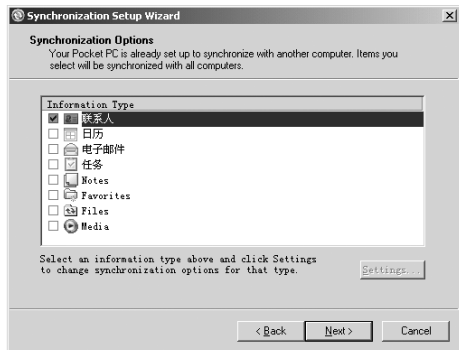 Synchronization Setup Wizard
Synchronization Options
Your Pocket PC is already set up to synchronize with another computer. Items you
select will be synchronized with all computers.
Information Type
联系人
日历
电子邮件
任务
Notes
Favorites
Files
Media
Select an information type above and click Settings
to change synchronization options for that type.
Settings...
< Back
Next >
Cancel